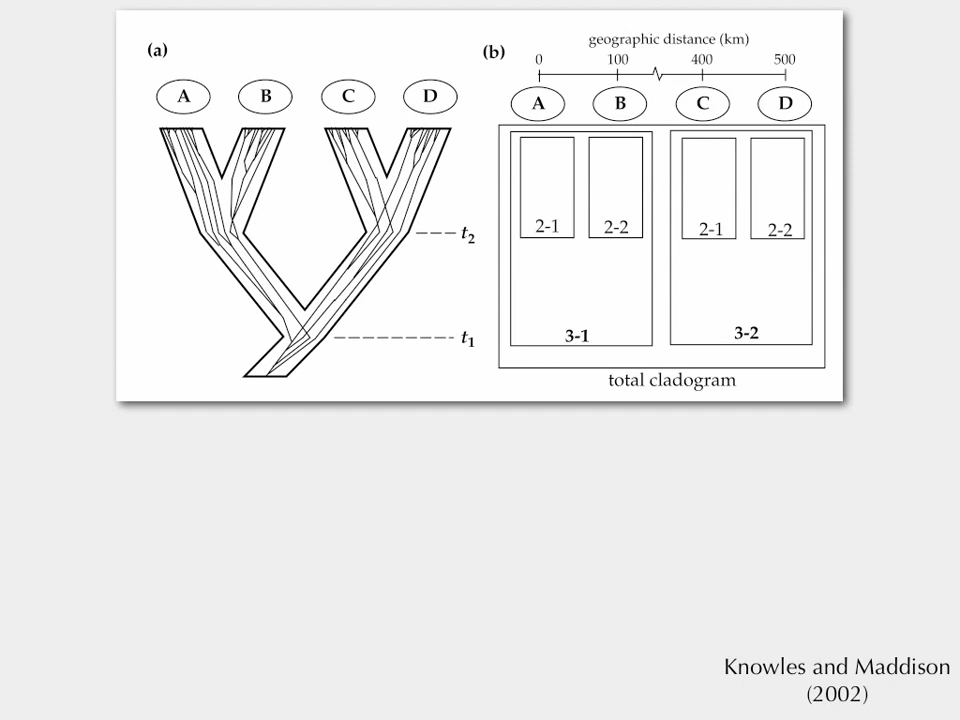 (a)
A B C D
t2
t1
(b)
geographic distance (km)
0 100 400 500
A B C D
2-1 2-2 2-1 2-2
3-1 3-2
total cladogram
Knowles and Maddison
(2002)